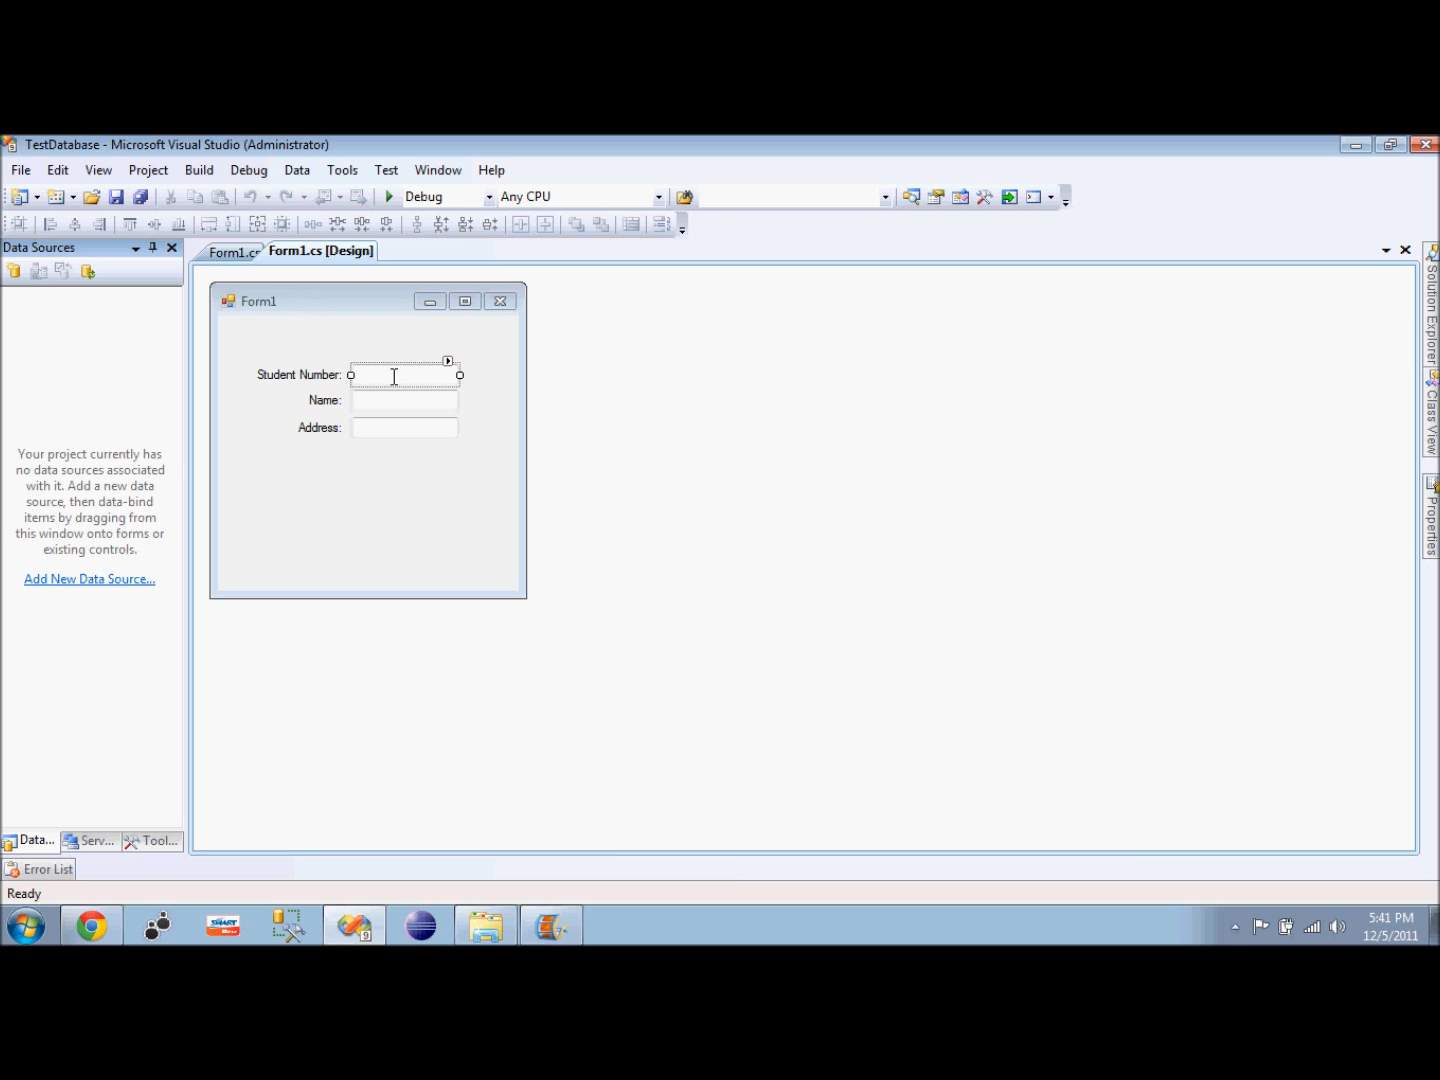 TestDatabase - Microsoft Visual Studio (Administrator)
File Edit View Project Build Debug Data Tools Test Window Help
Debug Any CPU
Data Sources
Form1.cs Form1.cs [Design]
Form1
Student Number:
Name:
Address:
Your project currently has
no data sources associated
with it. Add a new data
source, then data-bind
items by dragging from
this window onto forms or
existing controls.
Add New Data Source...
Solution Explorer
Class View
Properties
Data... Serv... Tool...
Error List
Ready
SMART
9
5:41 PM
12/5/2011